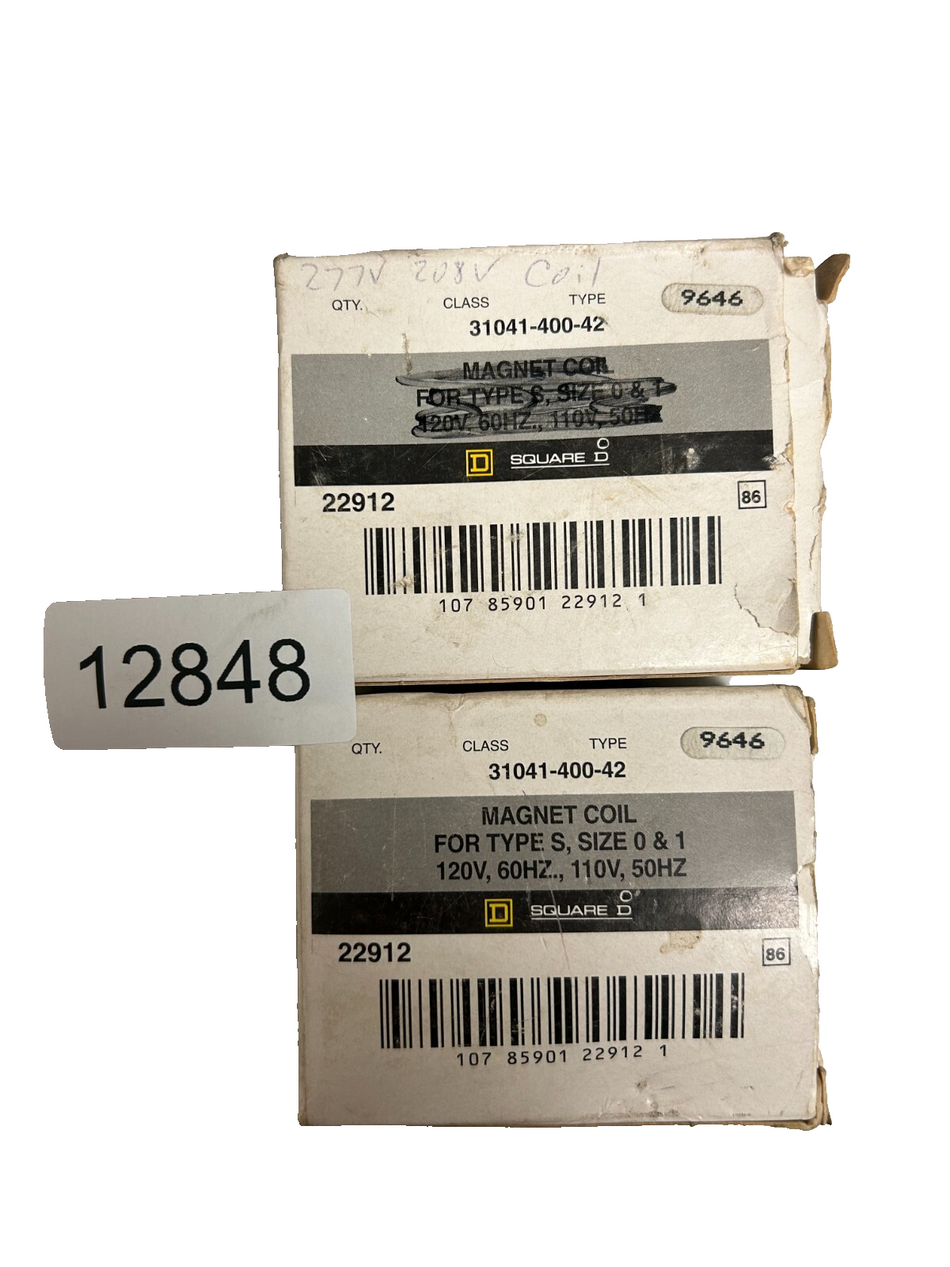 277V 208V Coil
QTY. CLASS TYPE 9646
31041-400-42
MAGNET COIL
FOR TYPE S, SIZE 0 & 1
120V, 60HZ., 110V, 50HZ
D SQUARE D
22912 86
107 85901 22912 1
12848
QTY. CLASS TYPE 9646
31041-400-42
MAGNET COIL
FOR TYPE S, SIZE 0 & 1
120V, 60HZ.., 110V, 50HZ
D SQUARE D
22912 86
107 85901 22912 1